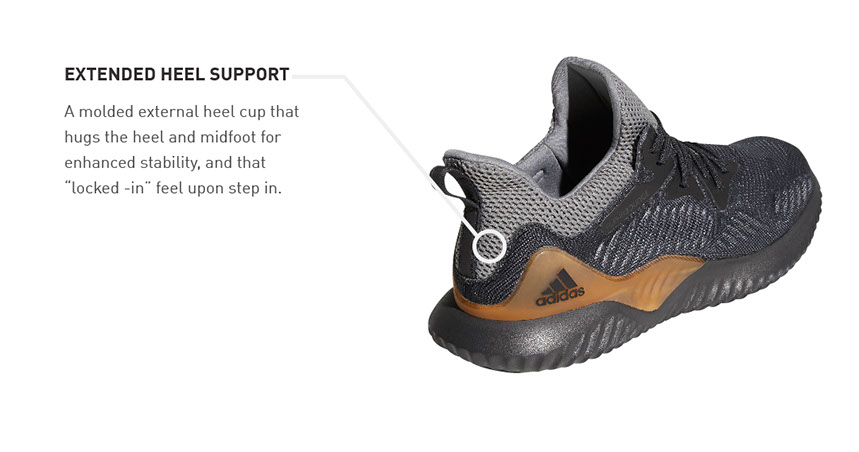 EXTENDED HEEL SUPPORT
A molded external heel cup that
hugs the heel and midfoot for
enhanced stability, and that
“locked -in” feel upon step in.
adidas